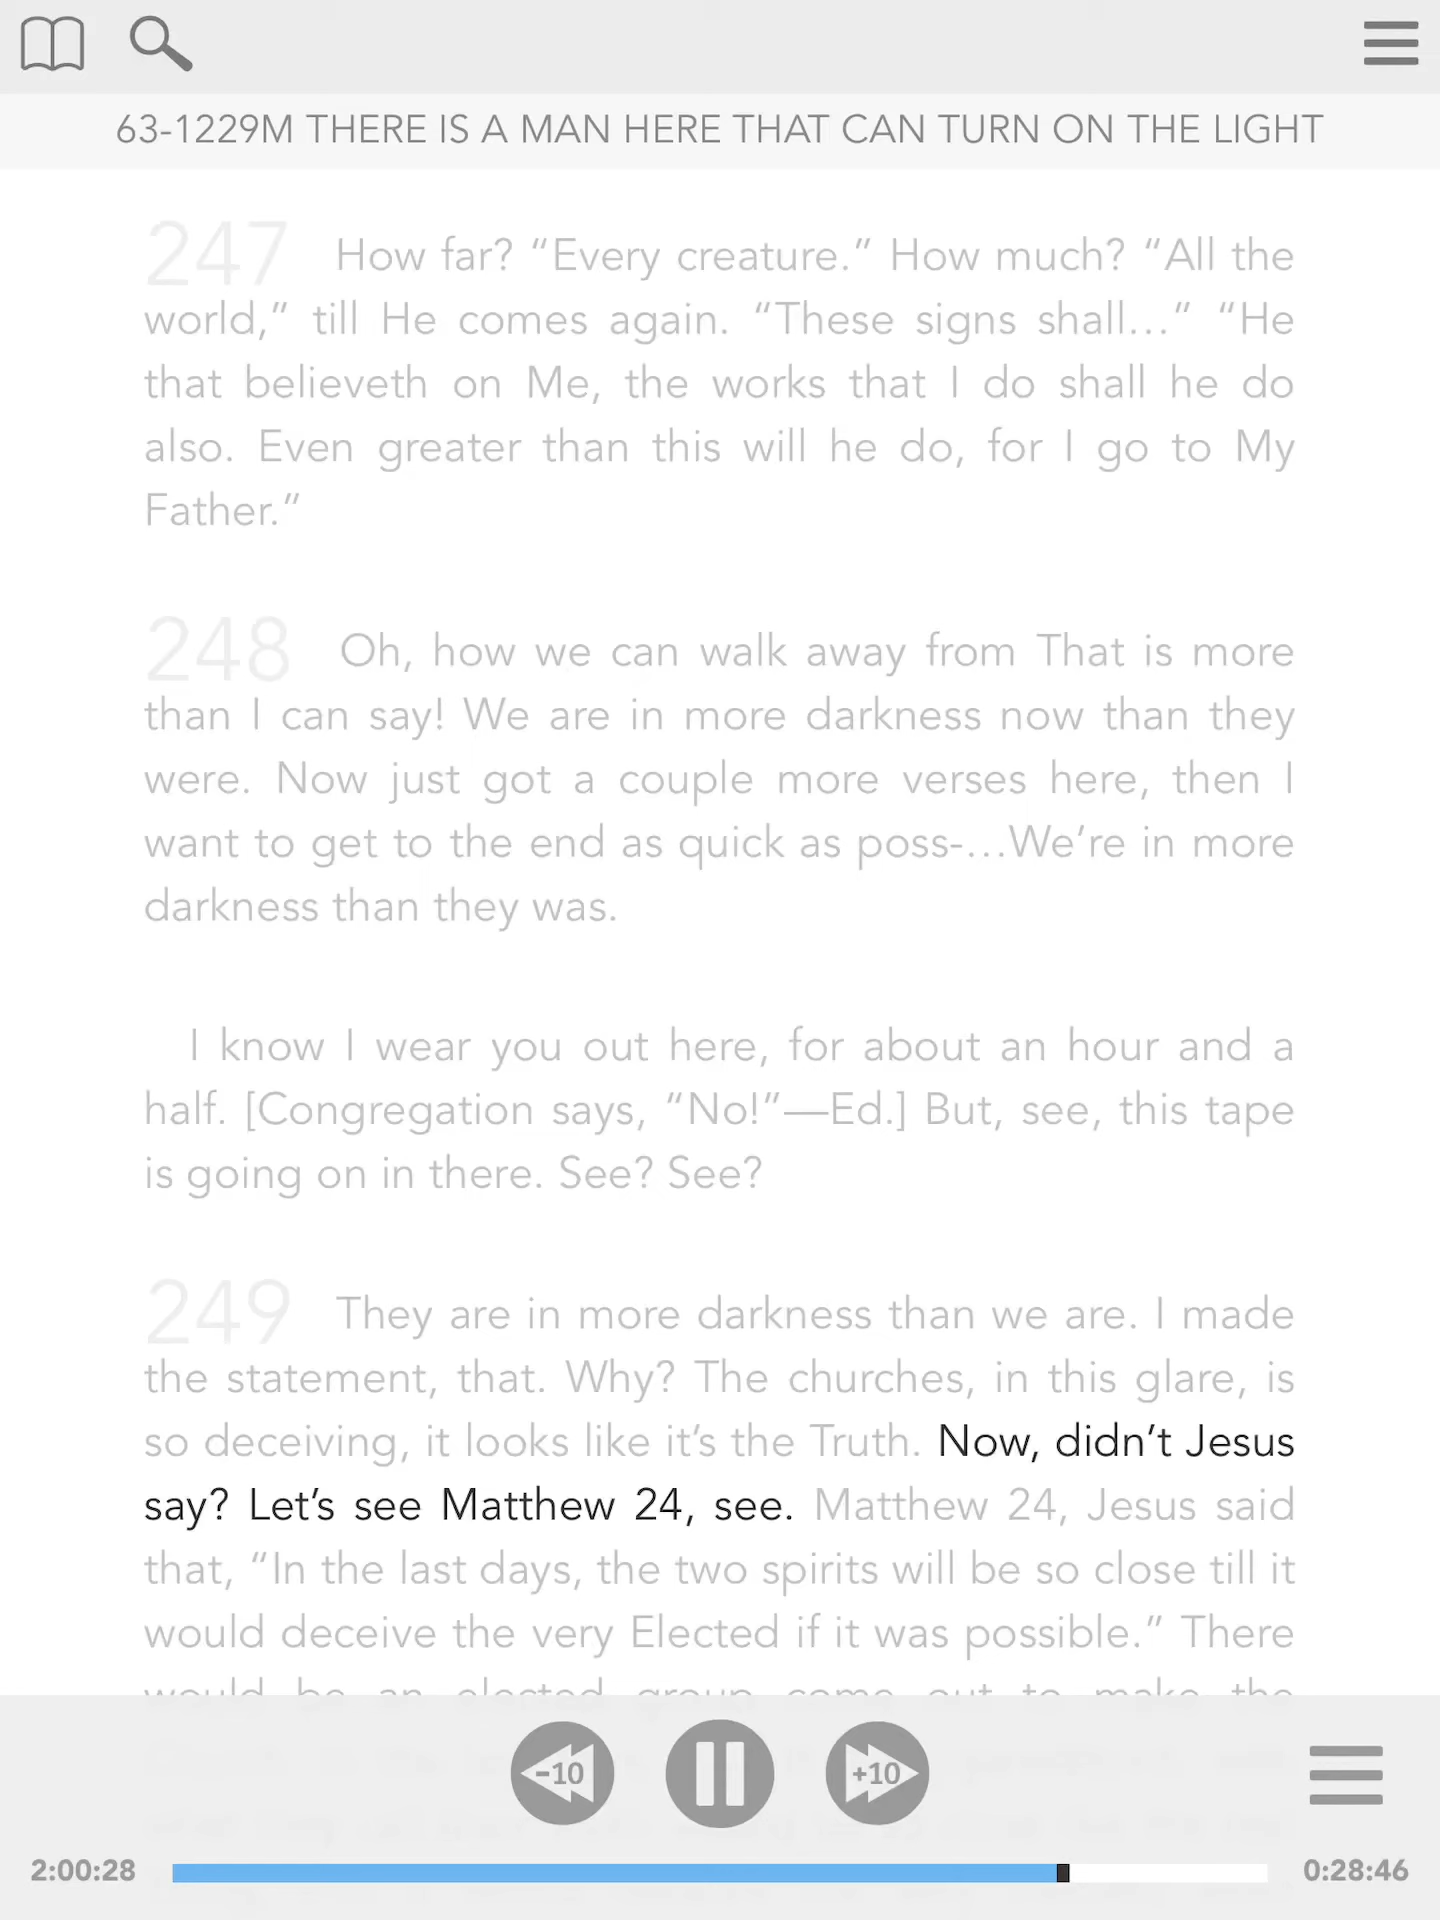 63-1229M THERE IS A MAN HERE THAT CAN TURN ON THE LIGHT
247 How far? “Every creature.” How much? “All the
world,” till He comes again. “These signs shall…” “He
that believeth on Me, the works that I do shall he do
also. Even greater than this will he do, for I go to My
Father.”
248 Oh, how we can walk away from That is more
than I can say! We are in more darkness now than they
were. Now just got a couple more verses here, then I
want to get to the end as quick as poss-…We’re in more
darkness than they was.
I know I wear you out here, for about an hour and a
half. [Congregation says, “No!”—Ed.] But, see, this tape
is going on in there. See? See?
249 They are in more darkness than we are. I made
the statement, that. Why? The churches, in this glare, is
so deceiving, it looks like it’s the Truth. Now, didn’t Jesus
say? Let’s see Matthew 24, see. Matthew 24, Jesus said
that, “In the last days, the two spirits will be so close till it
would deceive the very Elected if it was possible.” There
would be an elected group come out to make the
-10 +10
2:00:28 0:28:46